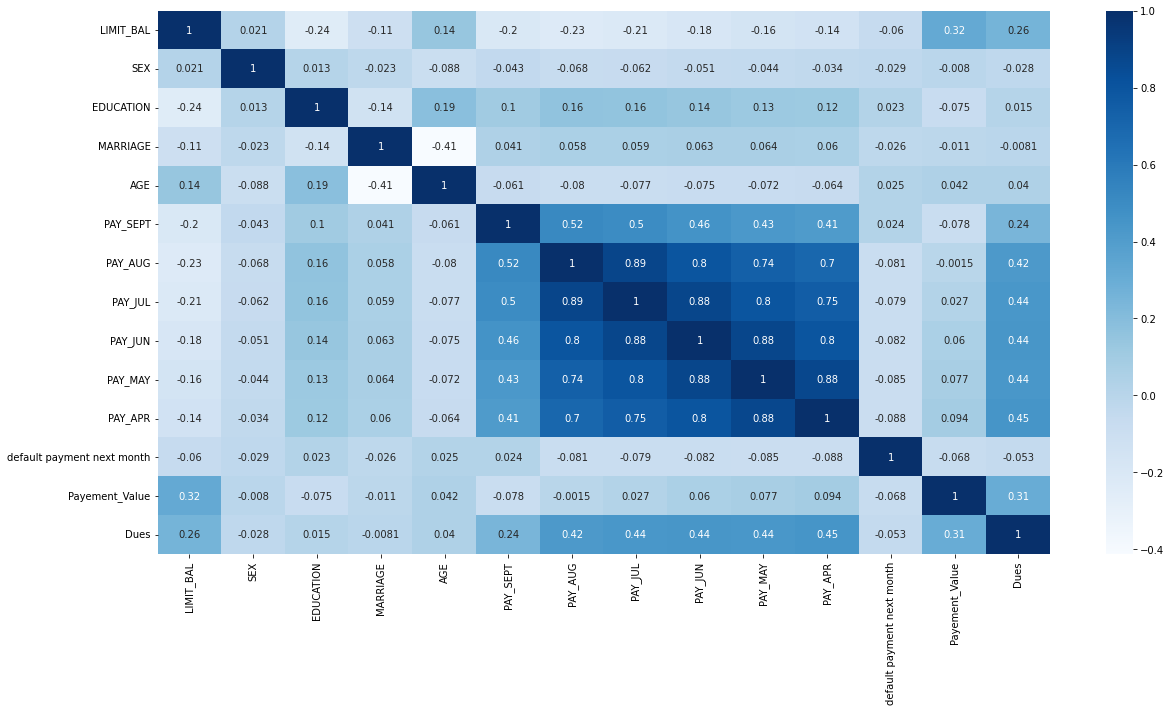 LIMIT_BAL 1 0.021 -0.24 -0.11 0.14 -0.2 -0.23 -0.21 -0.18 -0.16 -0.14 -0.06 0.32 0.26
SEX 0.021 1 0.013 -0.023 -0.088 -0.043 -0.068 -0.062 -0.051 -0.044 -0.034 -0.029 -0.008 -0.028
EDUCATION -0.24 0.013 1 -0.14 0.19 0.1 0.16 0.16 0.14 0.13 0.12 0.023 -0.075 0.015
MARRIAGE -0.11 -0.023 -0.14 1 -0.41 0.041 0.058 0.059 0.063 0.064 0.06 -0.026 -0.011 -0.0081
AGE 0.14 -0.088 0.19 -0.41 1 -0.061 -0.08 -0.077 -0.075 -0.072 -0.064 0.025 0.042 0.04
PAY_SEPT -0.2 -0.043 0.1 0.041 -0.061 1 0.52 0.5 0.46 0.43 0.41 0.024 -0.078 0.24
PAY_AUG -0.23 -0.068 0.16 0.058 -0.08 0.52 1 0.89 0.8 0.74 0.7 -0.081 -0.0015 0.42
PAY_JUL -0.21 -0.062 0.16 0.059 -0.077 0.5 0.89 1 0.88 0.8 0.75 -0.079 0.027 0.44
PAY_JUN -0.18 -0.051 0.14 0.063 -0.075 0.46 0.8 0.88 1 0.88 0.8 -0.082 0.06 0.44
PAY_MAY -0.16 -0.044 0.13 0.064 -0.072 0.43 0.74 0.8 0.88 1 0.88 -0.085 0.077 0.44
PAY_APR -0.14 -0.034 0.12 0.06 -0.064 0.41 0.7 0.75 0.8 0.88 1 -0.088 0.094 0.45
default payment next month -0.06 -0.029 0.023 -0.026 0.025 0.024 -0.081 -0.079 -0.082 -0.085 -0.088 1 -0.068 -0.053
Payement_Value 0.32 -0.008 -0.075 -0.011 0.042 -0.078 -0.0015 0.027 0.06 0.077 0.094 -0.068 1 0.31
Dues 0.26 -0.028 0.015 -0.0081 0.04 0.24 0.42 0.44 0.44 0.44 0.45 -0.053 0.31 1
LIMIT_BAL
SEX
EDUCATION
MARRIAGE
AGE
PAY_SEPT
PAY_AUG
PAY_JUL
PAY_JUN
PAY_MAY
PAY_APR
default payment next month
Payement_Value
Dues
1.0
0.8
0.6
0.4
0.2
0.0
−0.2
−0.4